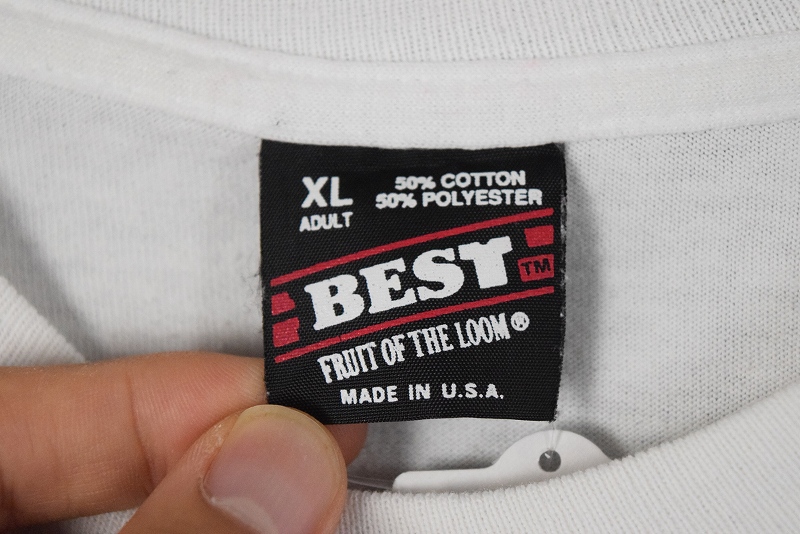 XL
ADULT
50% COTTON
50% POLYESTER
BEST
TM
FRUIT OF THE LOOM®
MADE IN U.S.A.